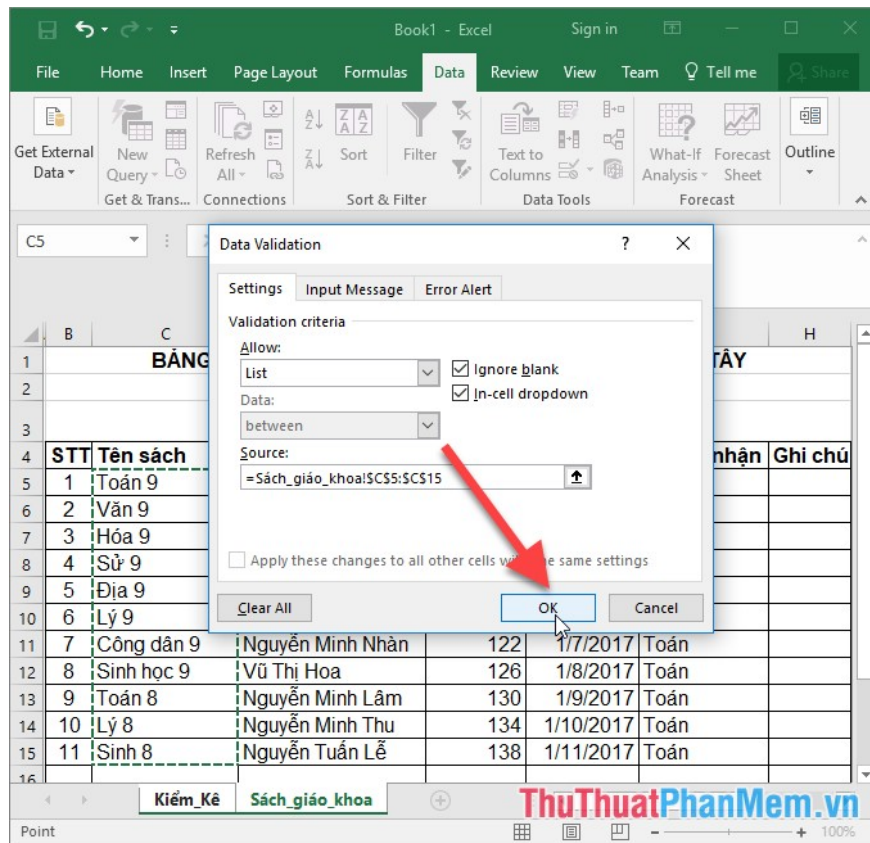 Book1 - Excel Sign in
File Home Insert Page Layout Formulas Data Review View Team Tell me Share
Get External Data New Query Refresh All Sort Filter Text to Columns What-If Analysis Forecast Sheet Outline
Get & Trans... Connections Sort & Filter Data Tools Forecast
C5
Data Validation ? ×
Settings Input Message Error Alert
Validation criteria
Allow:
List Ignore blank
In-cell dropdown
Data:
between
Source:
=Sách_giáo_khoa!$C$5:$C$15
Apply these changes to all other cells same settings
Clear All OK Cancel
B C H
1 BẢNG TÂY
2
3
4 STT Tên sách nhận Ghi chú
5 1 Toán 9
6 2 Văn 9
7 3 Hóa 9
8 4 Sử 9
9 5 Địa 9
10 6 Lý 9
11 7 Công dân 9 Nguyễn Minh Nhàn 122 1/7/2017 Toán
12 8 Sinh học 9 Vũ Thị Hoa 126 1/8/2017 Toán
13 9 Toán 8 Nguyễn Minh Lâm 130 1/9/2017 Toán
14 10 Lý 8 Nguyễn Minh Thu 134 1/10/2017 Toán
15 11 Sinh 8 Nguyễn Tuấn Lễ 138 1/11/2017 Toán
16
Kiểm_Kê Sách_giáo_khoa
ThuThuatPhanMem.vn
Point 100%